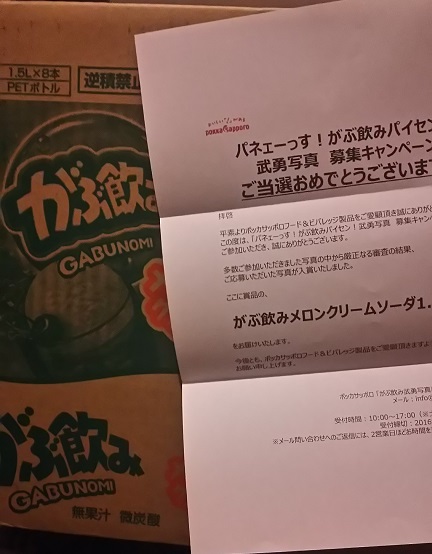 1.5L×8本
PETボトル
逆積禁止
がぶ飲み
GABUNOMI
がぶ飲み
GABUNOMI
無果汁 微炭酸
pokka sapporo
パネェーっす!がぶ飲みパイセン
武勇写真 募集キャンペーン
ご当選おめでとうございます
拝啓
平素よりポッカサッポロフード&ビバレッジ製品をご愛顧頂き誠にありが
この度は、「パネェーっす!がぶ飲みパイセン!武勇写真 募集キャン
ご参加いただき、誠にありがとうございます。
多数ご参加いただきました写真の中から厳正なる審査の結果、
ご応募いただいた写真が入賞いたしました。
ここに賞品の、
がぶ飲みメロンクリームソーダ1.
をお届けいたします。
今後とも、ポッカサッポロフード&ビバレッジ製品をご愛顧頂きますよ
お願い申し上げます。
ポッカサッポロ「がぶ飲み武勇写真
メール:info@
受付時間:10:00~17:00(※
受付締切:2016
※メール問い合わせへのご返信には、2営業日ほどお時間を